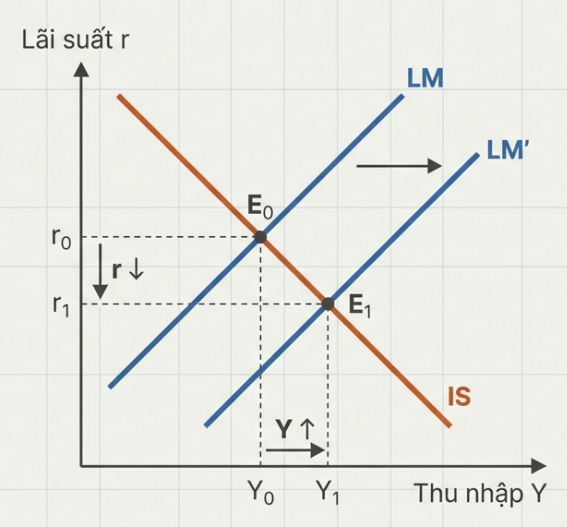 Lãi suất r
LM
LM’
E₀
r₀
r ↓
r₁
E₁
IS
Y ↑
Y₀
Y₁
Thu nhập Y